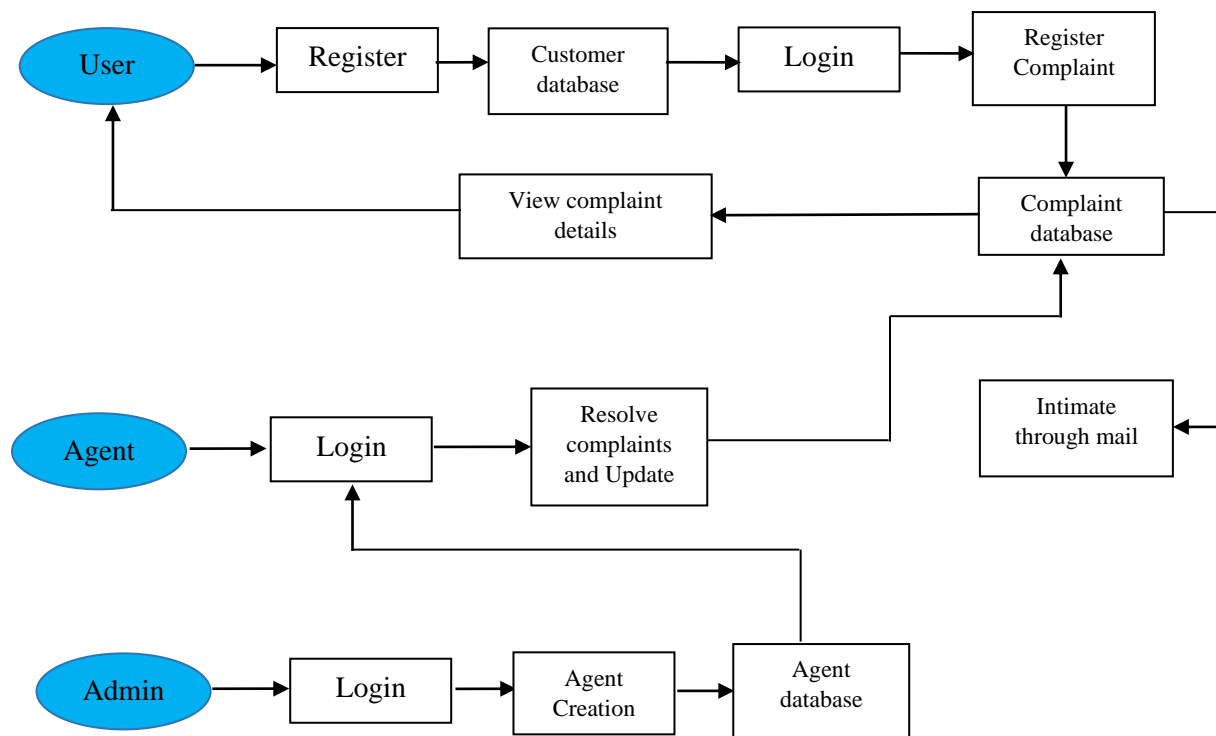 User
Register
Customer
database
Login
Register
Complaint
View complaint
details
Complaint
database
Agent
Login
Resolve
complaints
and Update
Intimate
through mail
Admin
Login
Agent
Creation
Agent
database